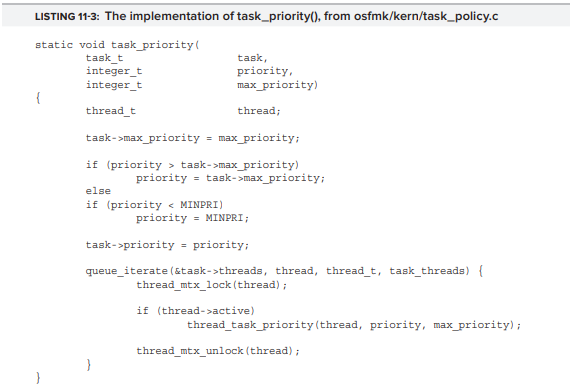 LISTING 11-3: The implementation of task_priority(), from osfmk/kern/task_policy.c
static void task_priority(
task_t task,
integer_t priority,
integer_t max_priority)
{
thread_t thread;
task->max_priority = max_priority;
if (priority > task->max_priority)
priority = task->max_priority;
else
if (priority < MINPRI)
priority = MINPRI;
task->priority = priority;
queue_iterate(&task->threads, thread, thread_t, task_threads) {
thread_mtx_lock(thread);
if (thread->active)
thread_task_priority(thread, priority, max_priority);
thread_mtx_unlock(thread);
}
}